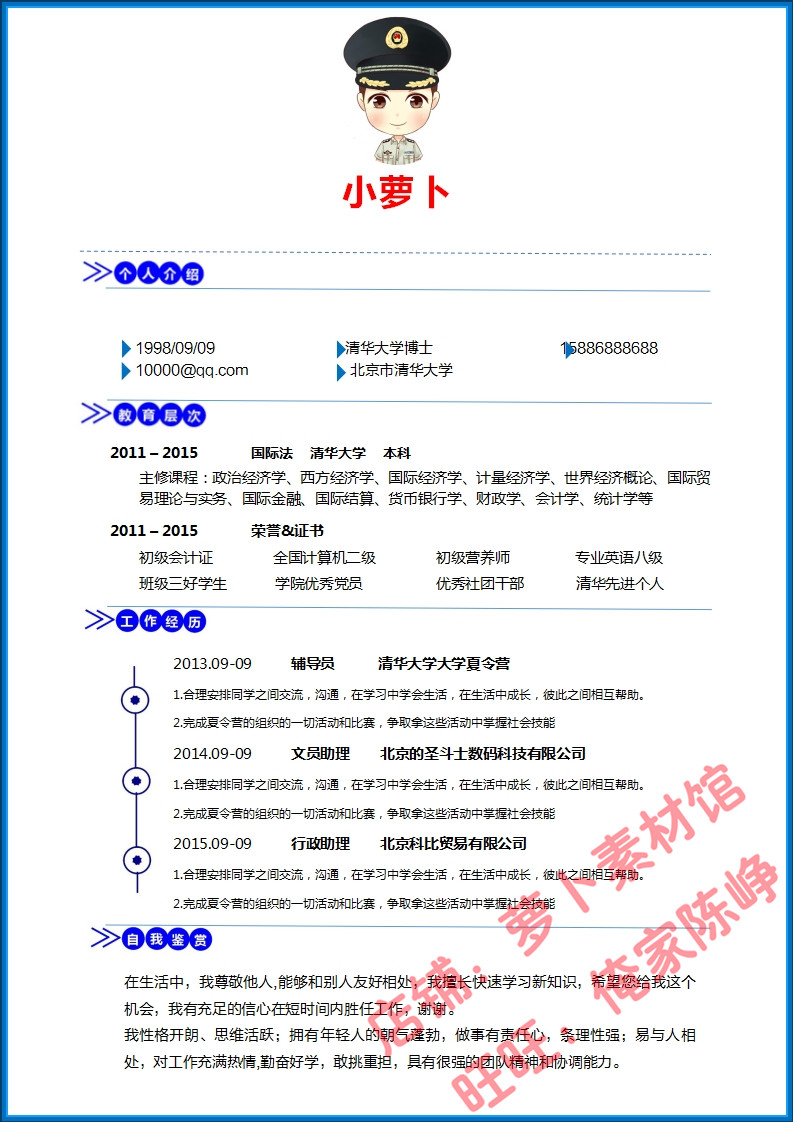 小萝卜
个人介绍
1998/09/09 清华大学博士 15886888688
10000@qq.com 北京市清华大学
教育层次
2011 – 2015 国际法 清华大学 本科
主修课程：政治经济学、西方经济学、国际经济学、计量经济学、世界经济概论、国际贸
易理论与实务、国际金融、国际结算、货币银行学、财政学、会计学、统计学等
2011 – 2015 荣誉&证书
初级会计证 全国计算机二级 初级营养师 专业英语八级
班级三好学生 学院优秀党员 优秀社团干部 清华先进个人
工作经历
2013.09-09 辅导员 清华大学大学夏令营
1.合理安排同学之间交流，沟通，在学习中学会生活，在生活中成长，彼此之间相互帮助。
2.完成夏令营的组织的一切活动和比赛，争取拿这些活动中掌握社会技能
2014.09-09 文员助理 北京的圣斗士数码科技有限公司
1.合理安排同学之间交流，沟通，在学习中学会生活，在生活中成长，彼此之间相互帮助。
2.完成夏令营的组织的一切活动和比赛，争取拿这些活动中掌握社会技能
2015.09-09 行政助理 北京科比贸易有限公司
1.合理安排同学之间交流，沟通，在学习中学会生活，在生活中成长，彼此之间相互帮助。
2.完成夏令营的组织的一切活动和比赛，争取拿这些活动中掌握社会技能
自我鉴赏
在生活中，我尊敬他人,能够和别人友好相处；我擅长快速学习新知识，希望您给我这个
机会，我有充足的信心在短时间内胜任工作，谢谢。
我性格开朗、思维活跃；拥有年轻人的朝气蓬勃，做事有责任心，条理性强；易与人相
处，对工作充满热情,勤奋好学，敢挑重担，具有很强的团队精神和协调能力。
店铺：萝卜素材馆
旺旺：俺家陈峥